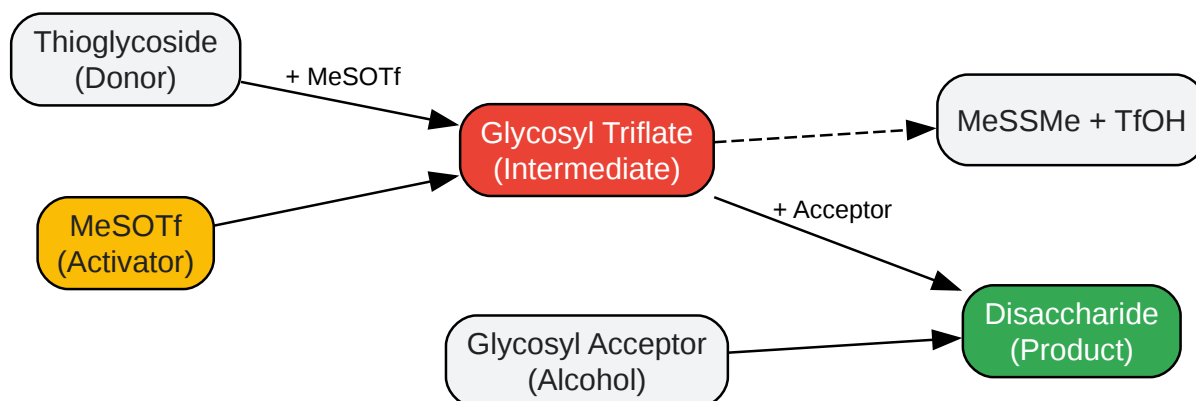 Thioglycoside
(Donor)
+ MeSOTf
Glycosyl Triflate
(Intermediate)
MeSSMe + TfOH
MeSOTf
(Activator)
+ Acceptor
Glycosyl Acceptor
(Alcohol)
Disaccharide
(Product)